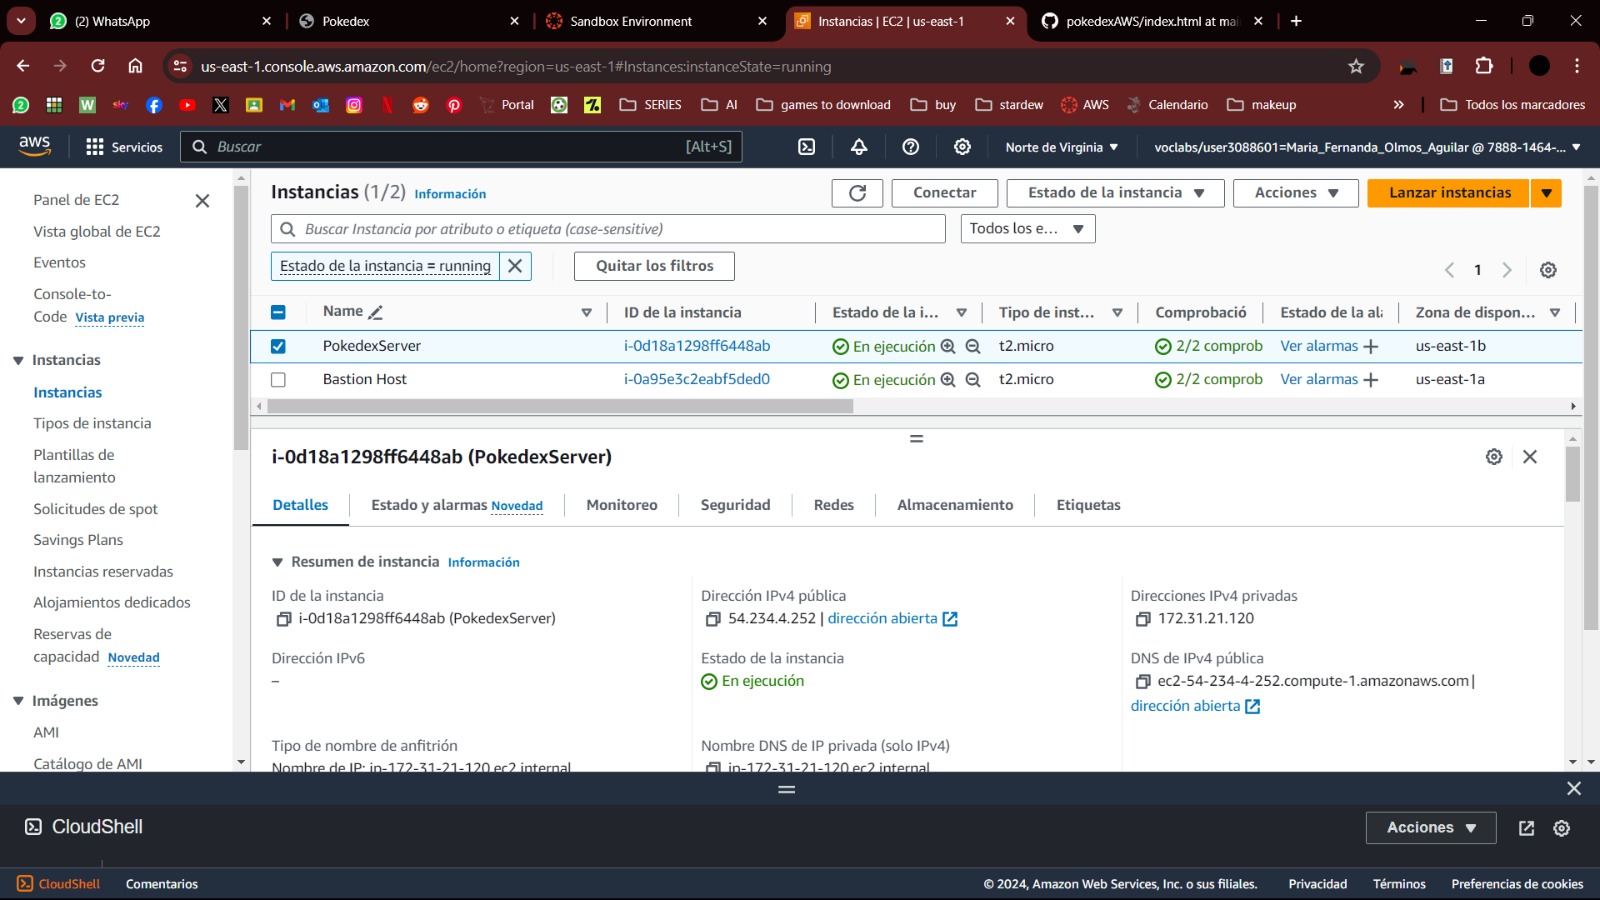 (2) WhatsApp
Pokedex
Sandbox Environment
Instancias | EC2 | us-east-1
pokedexAWS/index.html at mai
us-east-1.console.aws.amazon.com/ec2/home?region=us-east-1#Instances:instanceState=running
Portal
SERIES
AI
games to download
buy
stardew
AWS
Calendario
makeup
Todos los marcadores
aws
Servicios
Buscar
[Alt+S]
Norte de Virginia
voclabs/user3088601=Maria_Fernanda_Olmos_Aguilar @ 7888-1464-...
Panel de EC2
Vista global de EC2
Eventos
Console-to-
Code Vista previa
Instancias
Instancias
Tipos de instancia
Plantillas de
lanzamiento
Solicitudes de spot
Savings Plans
Instancias reservadas
Alojamientos dedicados
Reservas de
capacidad Novedad
Imágenes
AMI
Catálogo de AMI
Instancias (1/2) Información
Conectar
Estado de la instancia
Acciones
Lanzar instancias
Buscar Instancia por atributo o etiqueta (case-sensitive)
Todos los e...
Estado de la instancia = running
Quitar los filtros
1
Name ID de la instancia Estado de la i... Tipo de inst... Comprobació Estado de la al Zona de dispon...
PokedexServer i-0d18a1298ff6448ab En ejecución t2.micro 2/2 comprob Ver alarmas us-east-1b
Bastion Host i-0a95e3c2eabf5ded0 En ejecución t2.micro 2/2 comprob Ver alarmas us-east-1a
i-0d18a1298ff6448ab (PokedexServer)
Detalles Estado y alarmas Novedad Monitoreo Seguridad Redes Almacenamiento Etiquetas
Resumen de instancia Información
ID de la instancia
i-0d18a1298ff6448ab (PokedexServer)
Dirección IPv4 pública
54.234.4.252 | dirección abierta
Direcciones IPv4 privadas
172.31.21.120
Dirección IPv6
–
Estado de la instancia
En ejecución
DNS de IPv4 pública
ec2-54-234-4-252.compute-1.amazonaws.com |
dirección abierta
Tipo de nombre de anfitrión
Nombre de IP: ip-172-31-21-120.ec2.internal
Nombre DNS de IP privada (solo IPv4)
ip-172-31-21-120.ec2.internal
CloudShell
Acciones
CloudShell
Comentarios
© 2024, Amazon Web Services, Inc. o sus filiales.
Privacidad
Términos
Preferencias de cookies